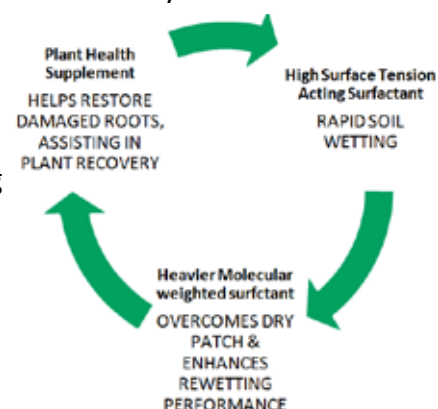 Plant Health
Supplement
HELPS RESTORE
DAMAGED ROOTS,
ASSISTING IN
PLANT RECOVERY
High Surface Tension
Acting Surfactant
RAPID SOIL
WETTING
Heavier Molecular
weighted surfctant
OVERCOMES DRY
PATCH &
ENHANCES
REWETTING
PERFORMANCE